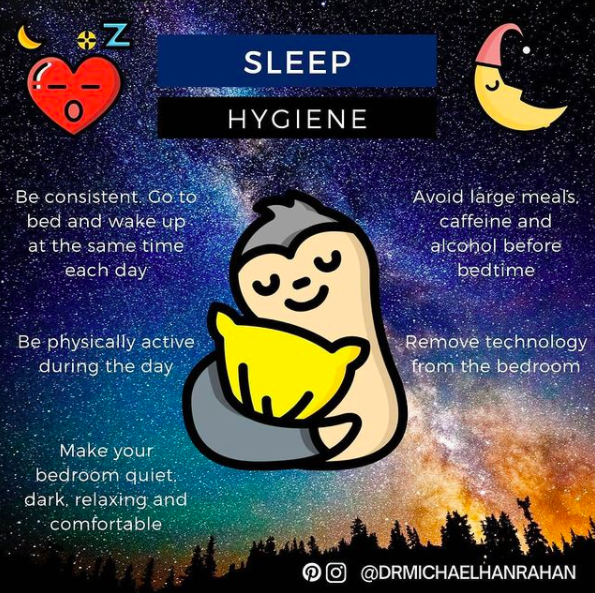 Z
SLEEP
HYGIENE
Be consistent. Go to
bed and wake up
at the same time
each day
Avoid large meals,
caffeine and
alcohol before
bedtime
Be physically active
during the day
Remove technology
from the bedroom
Make your
bedroom quiet,
dark, relaxing and
comfortable
@DRMICHAELHANRAHAN